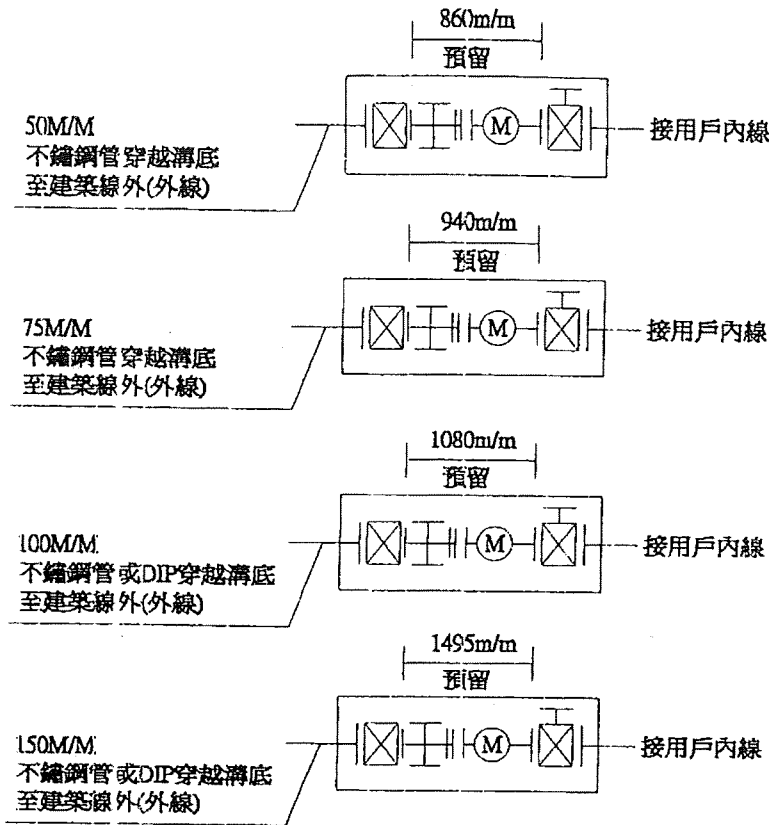 860m/m
預留
M
50M/M
不鏽鋼管穿越溝底
至建築線外(外線)
接用戶內線
940m/m
預留
M
75M/M
不鏽鋼管穿越溝底
至建築線外(外線)
接用戶內線
1080m/m
預留
M
100M/M
不鏽鋼管或DIP穿越溝底
至建築線外(外線)
接用戶內線
1495m/m
預留
M
150M/M
不鏽鋼管或DIP穿越溝底
至建築線外(外線)
接用戶內線